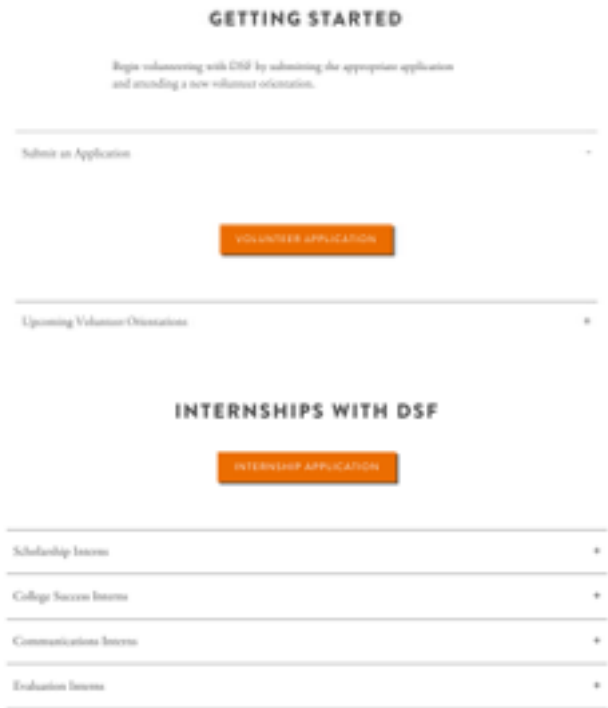 GETTING STARTED
Begin volunteering with DSF by submitting the appropriate application
and attending a new volunteer orientation.
Submit an Application -
VOLUNTEER APPLICATION
Upcoming Volunteer Orientations +
INTERNSHIPS WITH DSF
INTERNSHIP APPLICATION
Scholarship Interns +
College Success Interns +
Communications Interns +
Evaluation Interns +